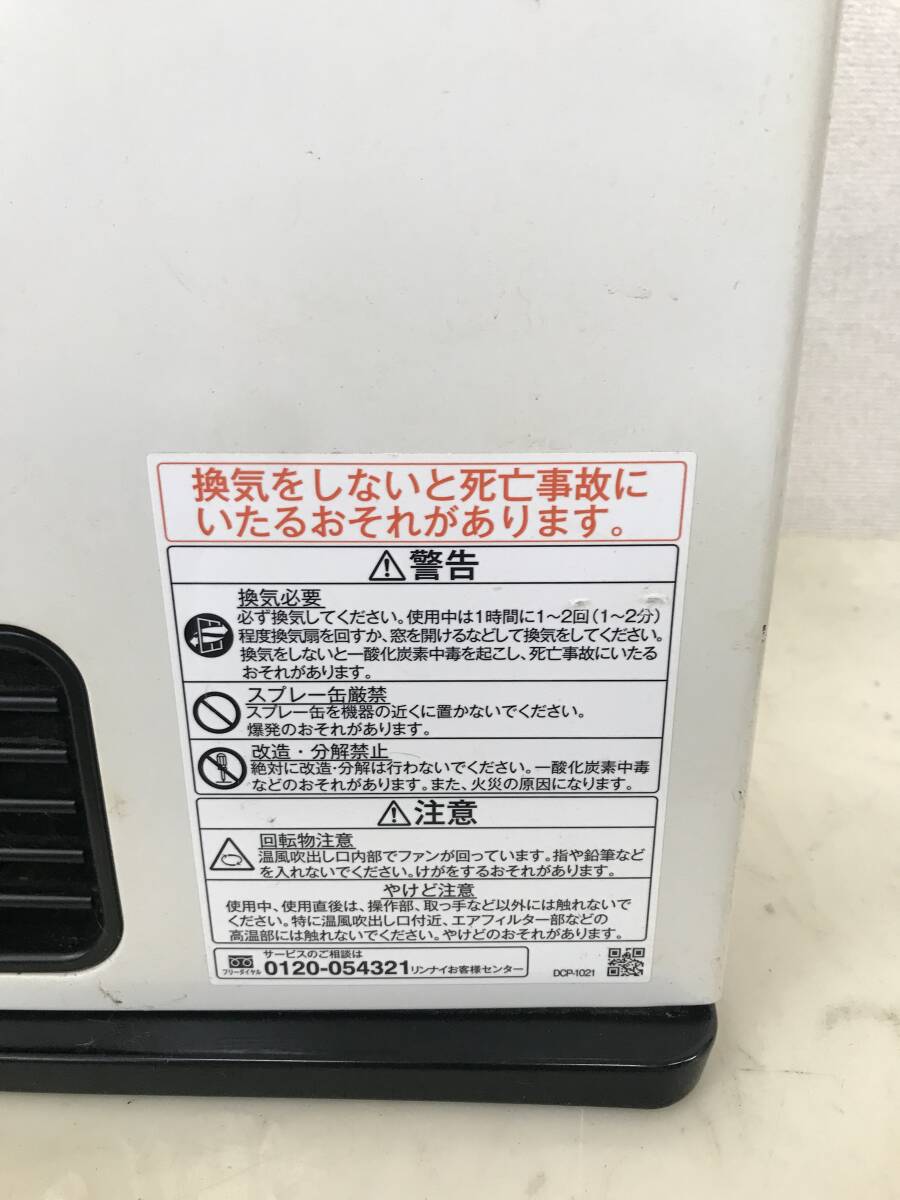 換気をしないと死亡事故に
いたるおそれがあります。
警告
換気必要
必ず換気してください。使用中は1時間に1～2回(1～2分)
程度換気扇を回すか、窓を開けるなどして換気をしてください。
換気をしないと一酸化炭素中毒を起こし、死亡事故にいたる
おそれがあります。
スプレー缶厳禁
スプレー缶を機器の近くに置かないでください。
爆発のおそれがあります。
改造・分解禁止
絶対に改造・分解は行わないでください。一酸化炭素中毒
などのおそれがあります。また、火災の原因になります。
注意
回転物注意
温風吹出し口内部でファンが回っています。指や鉛筆など
を入れないでください。けがをするおそれがあります。
やけど注意
使用中、使用直後は、操作部、取っ手など以外には触れないで
ください。特に温風吹出し口付近、エアフィルター部などの
高温部には触れないでください。やけどのおそれがあります。
サービスのご相談は
フリーダイヤル 0120-054321 リンナイお客様センター DCP-1021